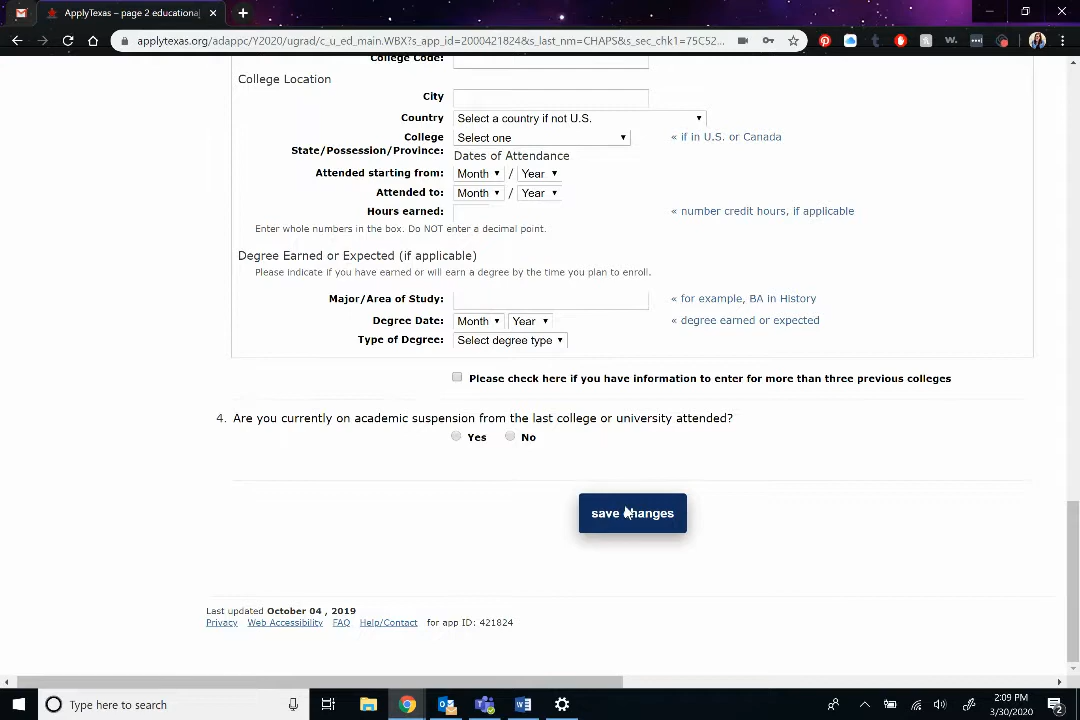 ApplyTexas – page 2 educational
applytexas.org/adappc/Y2020/ugrad/c_u_ed_main.WBX?s_app_id=2000421824&s_last_nm=CHAPS&s_sec_chk1=75C52...
College Code:
College Location
City
Country Select a country if not U.S.
College Select one « if in U.S. or Canada
State/Possession/Province:
Dates of Attendance
Attended starting from: Month / Year
Attended to: Month / Year
Hours earned: « number credit hours, if applicable
Enter whole numbers in the box. Do NOT enter a decimal point.
Degree Earned or Expected (if applicable)
Please indicate if you have earned or will earn a degree by the time you plan to enroll.
Major/Area of Study: « for example, BA in History
Degree Date: Month Year « degree earned or expected
Type of Degree: Select degree type
Please check here if you have information to enter for more than three previous colleges
4. Are you currently on academic suspension from the last college or university attended?
Yes No
save changes
Last updated October 04 , 2019
Privacy Web Accessibility FAQ Help/Contact for app ID: 421824
Type here to search
2:09 PM
3/30/2020
2